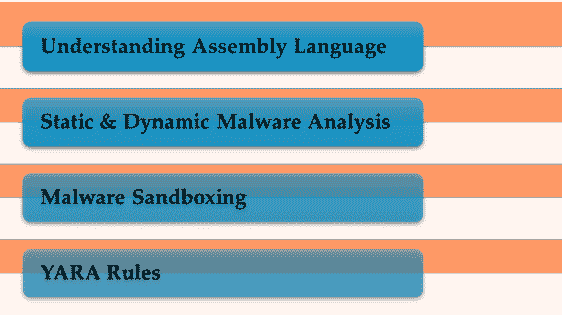 Understanding Assembly Language
Static & Dynamic Malware Analysis
Malware Sandboxing
YARA Rules